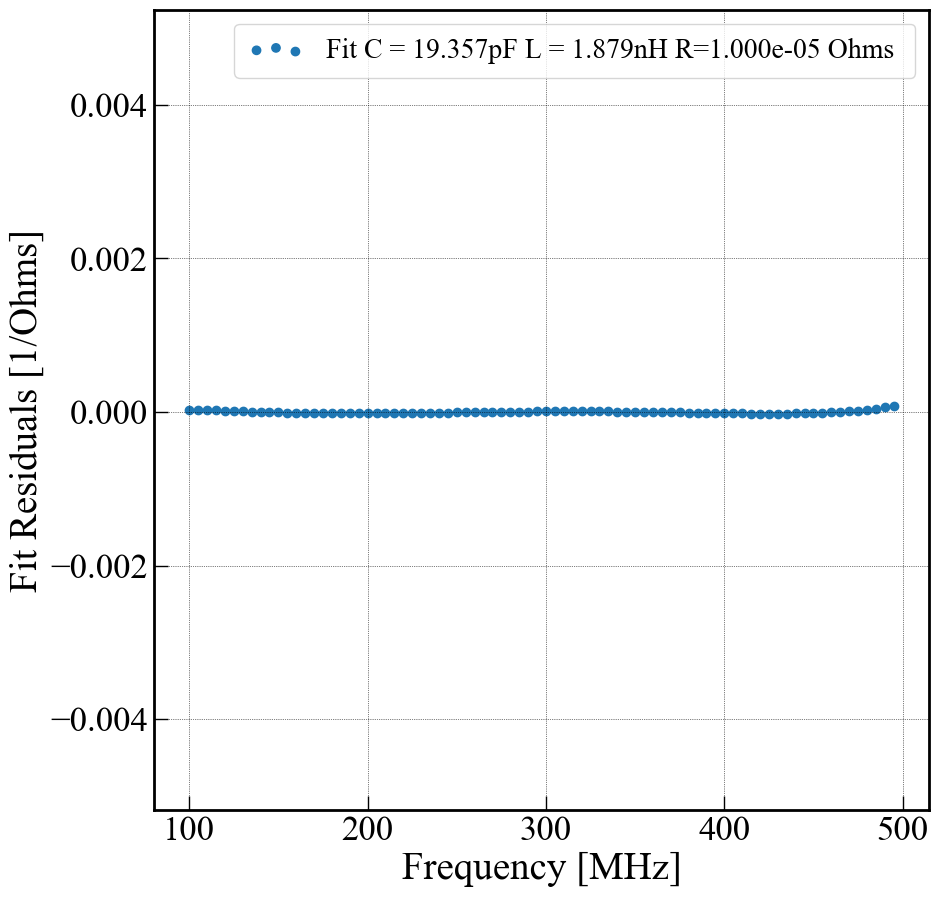 Fit C = 19.357pF L = 1.879nH R=1.000e-05 Ohms
0.004
0.002
0.000
−0.002
−0.004
Fit Residuals [1/Ohms]
100 200 300 400 500
Frequency [MHz]